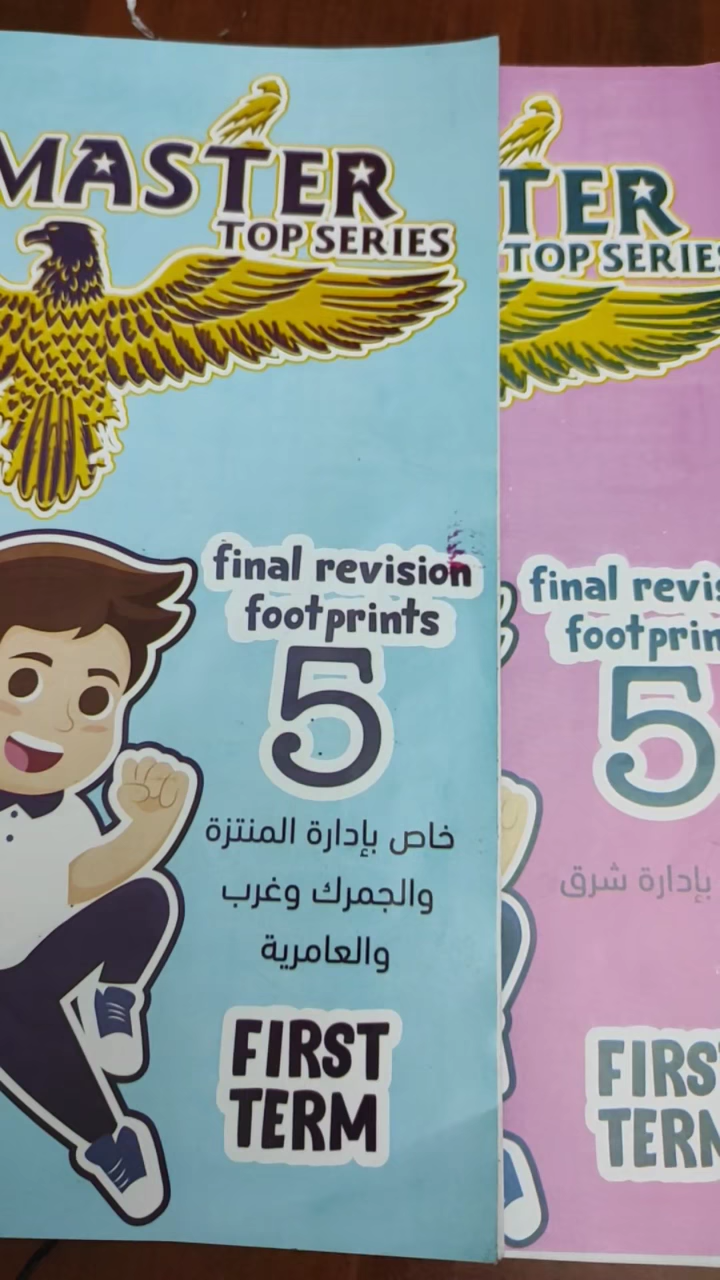 MASTER
TOP SERIES
final revision
footprints
5
خاص بإدارة المنتزة
والجمرك وغرب
والعامرية
FIRST
TERM
TER
TOP SERIES
final revis
footprin
5
بإدارة شرق
FIRS
TERM